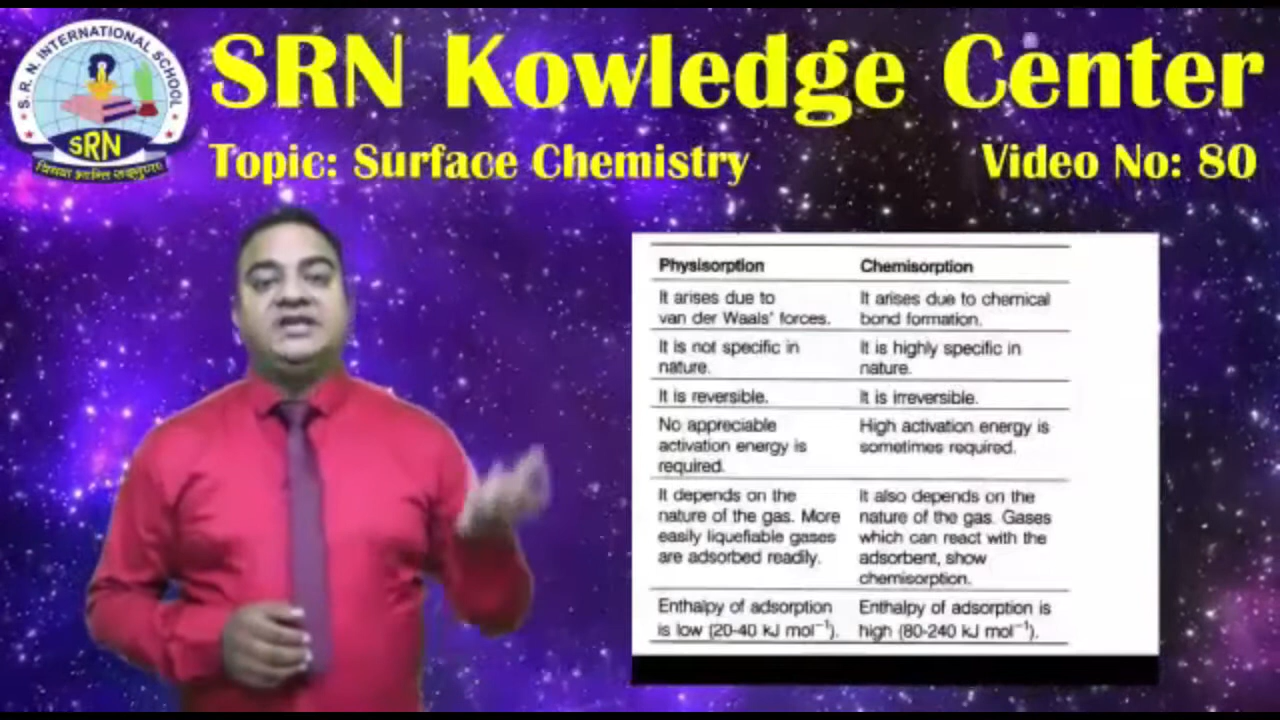 S. R. N. INTERNATIONAL SCHOOL
SRN
SRN Kowledge Center
Topic: Surface Chemistry
Video No: 80
Physisorption
Chemisorption
It arises due to
van der Waals' forces.
It arises due to chemical
bond formation.
It is not specific in
nature.
It is highly specific in
nature.
It is reversible.
It is irreversible.
No appreciable
activation energy is
required.
High activation energy is
sometimes required.
It depends on the
nature of the gas. More
easily liquefiable gases
are adsorbed readily.
It also depends on the
nature of the gas. Gases
which can react with the
adsorbent, show
chemisorption.
Enthalpy of adsorption
is low (20-40 kJ mol⁻¹).
Enthalpy of adsorption is
high (80-240 kJ mol⁻¹).